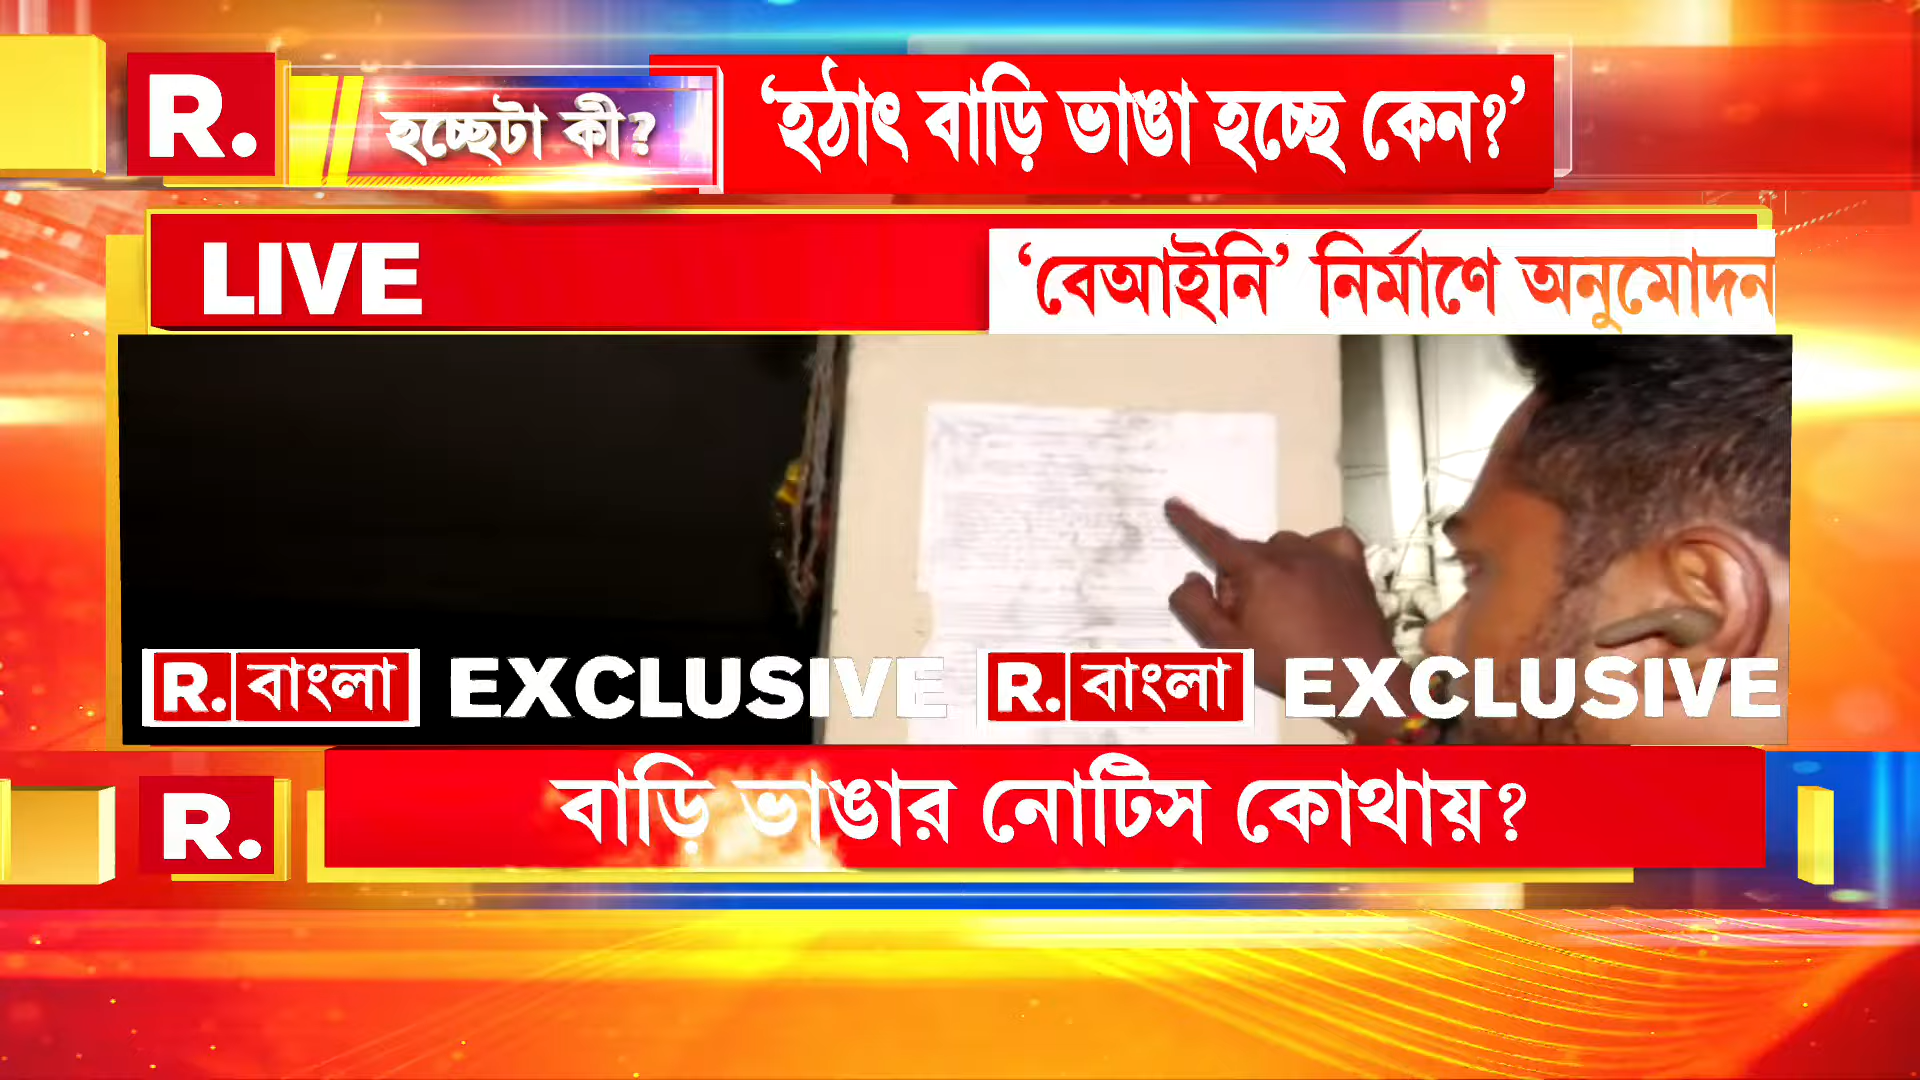 R. হচ্ছেটা কী? ‘হঠাৎ বাড়ি ভাঙা হচ্ছে কেন?’
LIVE ‘বেআইনি’ নির্মাণে অনুমোদন
R. বাংলা EXCLUSIVE R. বাংলা EXCLUSIVE
R. বাড়ি ভাঙার নোটিস কোথায়?